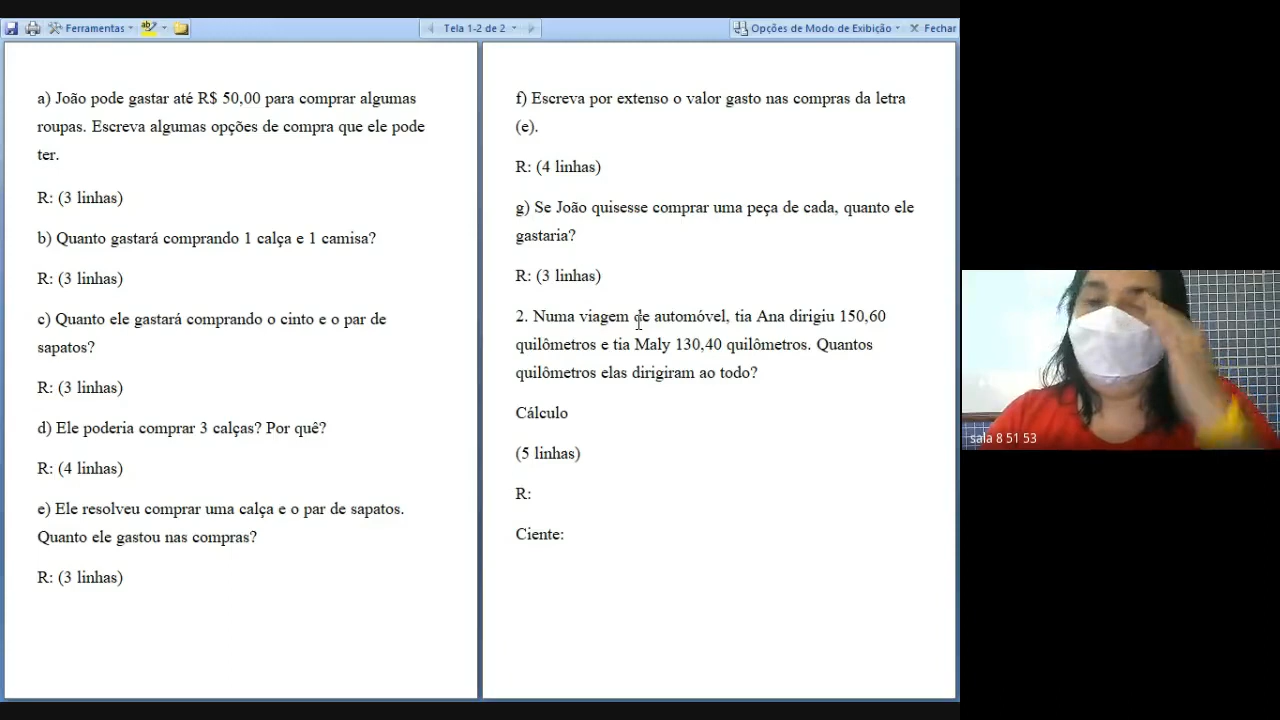 Ferramentas
Tela 1-2 de 2
Opções de Modo de Exibição
Fechar
a) João pode gastar até R$ 50,00 para comprar algumas
roupas. Escreva algumas opções de compra que ele pode
ter.
R: (3 linhas)
b) Quanto gastará comprando 1 calça e 1 camisa?
R: (3 linhas)
c) Quanto ele gastará comprando o cinto e o par de
sapatos?
R: (3 linhas)
d) Ele poderia comprar 3 calças? Por quê?
R: (4 linhas)
e) Ele resolveu comprar uma calça e o par de sapatos.
Quanto ele gastou nas compras?
R: (3 linhas)
f) Escreva por extenso o valor gasto nas compras da letra
(e).
R: (4 linhas)
g) Se João quisesse comprar uma peça de cada, quanto ele
gastaria?
R: (3 linhas)
2. Numa viagem de automóvel, tia Ana dirigiu 150,60
quilômetros e tia Maly 130,40 quilômetros. Quantos
quilômetros elas dirigiram ao todo?
Cálculo
(5 linhas)
R:
Ciente:
sala 8 51 53